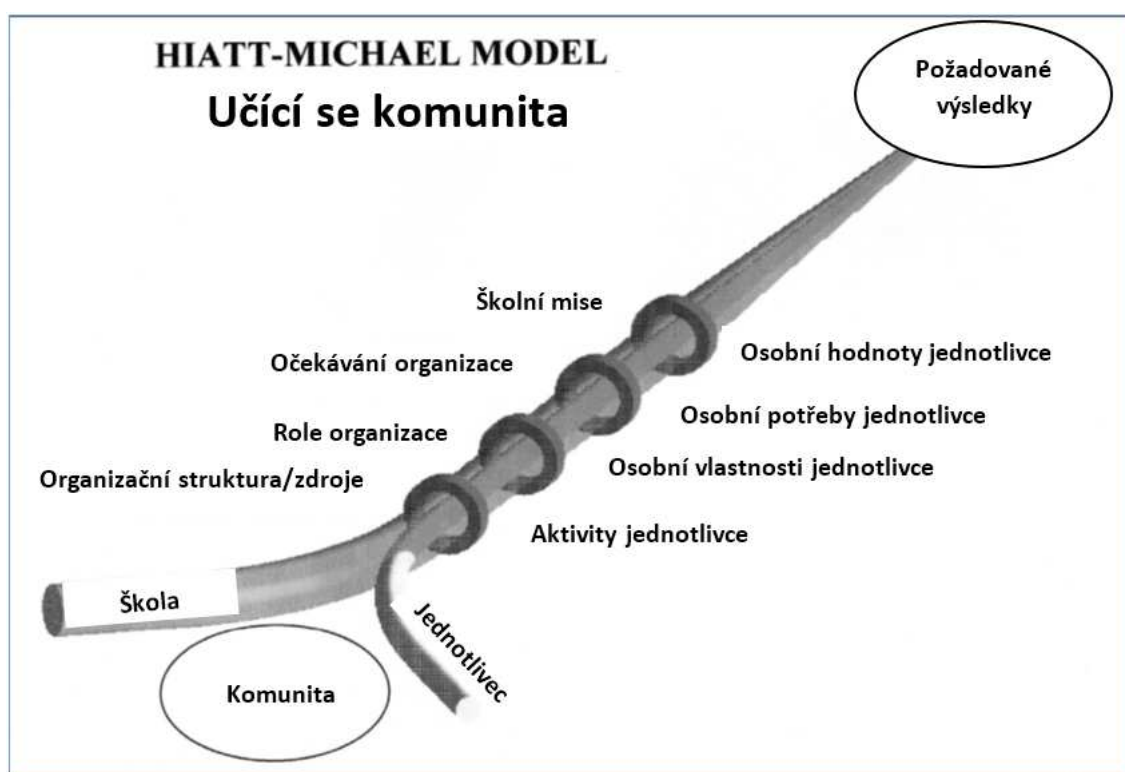 HIATT-MICHAEL MODEL
Učící se komunita
Požadované
výsledky
Školní mise
Osobní hodnoty jednotlivce
Očekávání organizace
Osobní potřeby jednotlivce
Role organizace
Osobní vlastnosti jednotlivce
Organizační struktura/zdroje
Aktivity jednotlivce
Škola
Jednotlivec
Komunita